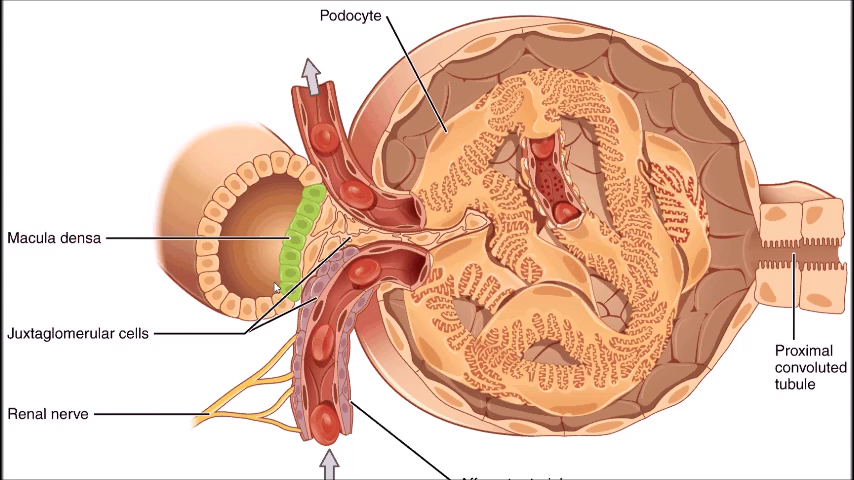 Podocyte
Macula densa
Juxtaglomerular cells
Renal nerve
Proximal
convoluted
tubule